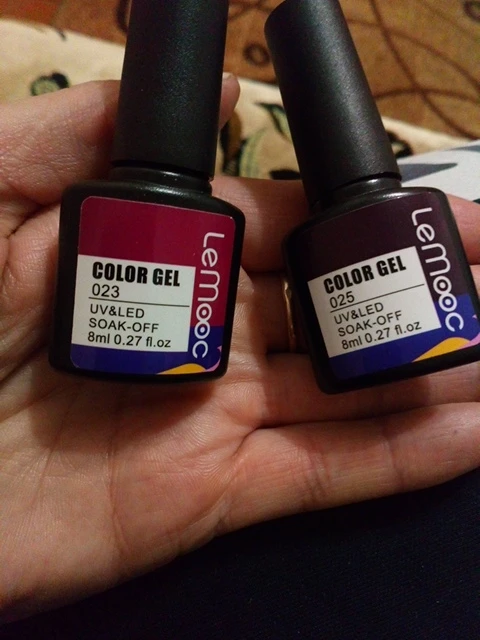 COLOR GEL
023
UV&LED
SOAK-OFF
8ml 0.27 fl.oz
Lemooc
COLOR GEL
025
UV&LED
SOAK-OFF
8ml 0.27 fl.oz
Lemooc